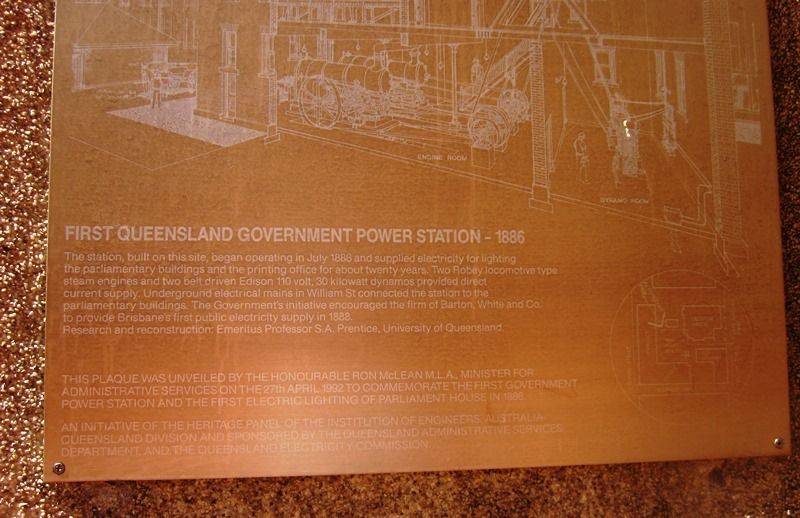 ENGINE ROOM
DYNAMO ROOM
FIRST QUEENSLAND GOVERNMENT POWER STATION – 1886
The station, built on this site, began operating in July 1886 and supplied electricity for lighting
the parliamentary buildings and the printing office for about twenty years. Two Robey locomotive type
steam engines and two belt driven Edison 110 volt, 30 kilowatt dynamos provided direct
current supply. Underground electrical mains in William St connected the station to the
parliamentary buildings. The Government's initiative encouraged the firm of Barton, White and Co.
to provide Brisbane's first public electricity supply in 1888.
Research and reconstruction: Emeritus Professor S.A. Prentice, University of Queensland.
THIS PLAQUE WAS UNVEILED BY THE HONOURABLE RON McLEAN M.L.A., MINISTER FOR
ADMINISTRATIVE SERVICES ON THE 27th APRIL 1992 TO COMMEMORATE THE FIRST GOVERNMENT
POWER STATION AND THE FIRST ELECTRIC LIGHTING OF PARLIAMENT HOUSE IN 1886.
AN INITIATIVE OF THE HERITAGE PANEL OF THE INSTITUTION OF ENGINEERS, AUSTRALIA
QUEENSLAND DIVISION AND SPONSORED BY THE QUEENSLAND ADMINISTRATIVE SERVICES
DEPARTMENT, AND THE QUEENSLAND ELECTRICITY COMMISSION